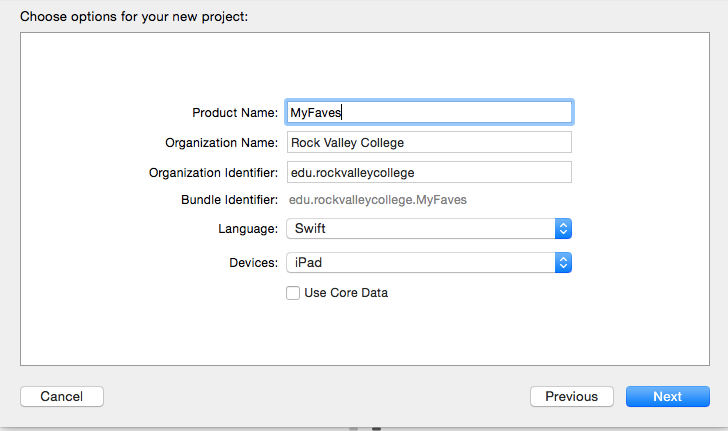 Choose options for your new project:
Product Name: MyFaves
Organization Name: Rock Valley College
Organization Identifier: edu.rockvalleycollege
Bundle Identifier: edu.rockvalleycollege.MyFaves
Language: Swift
Devices: iPad
Use Core Data
Cancel Previous Next